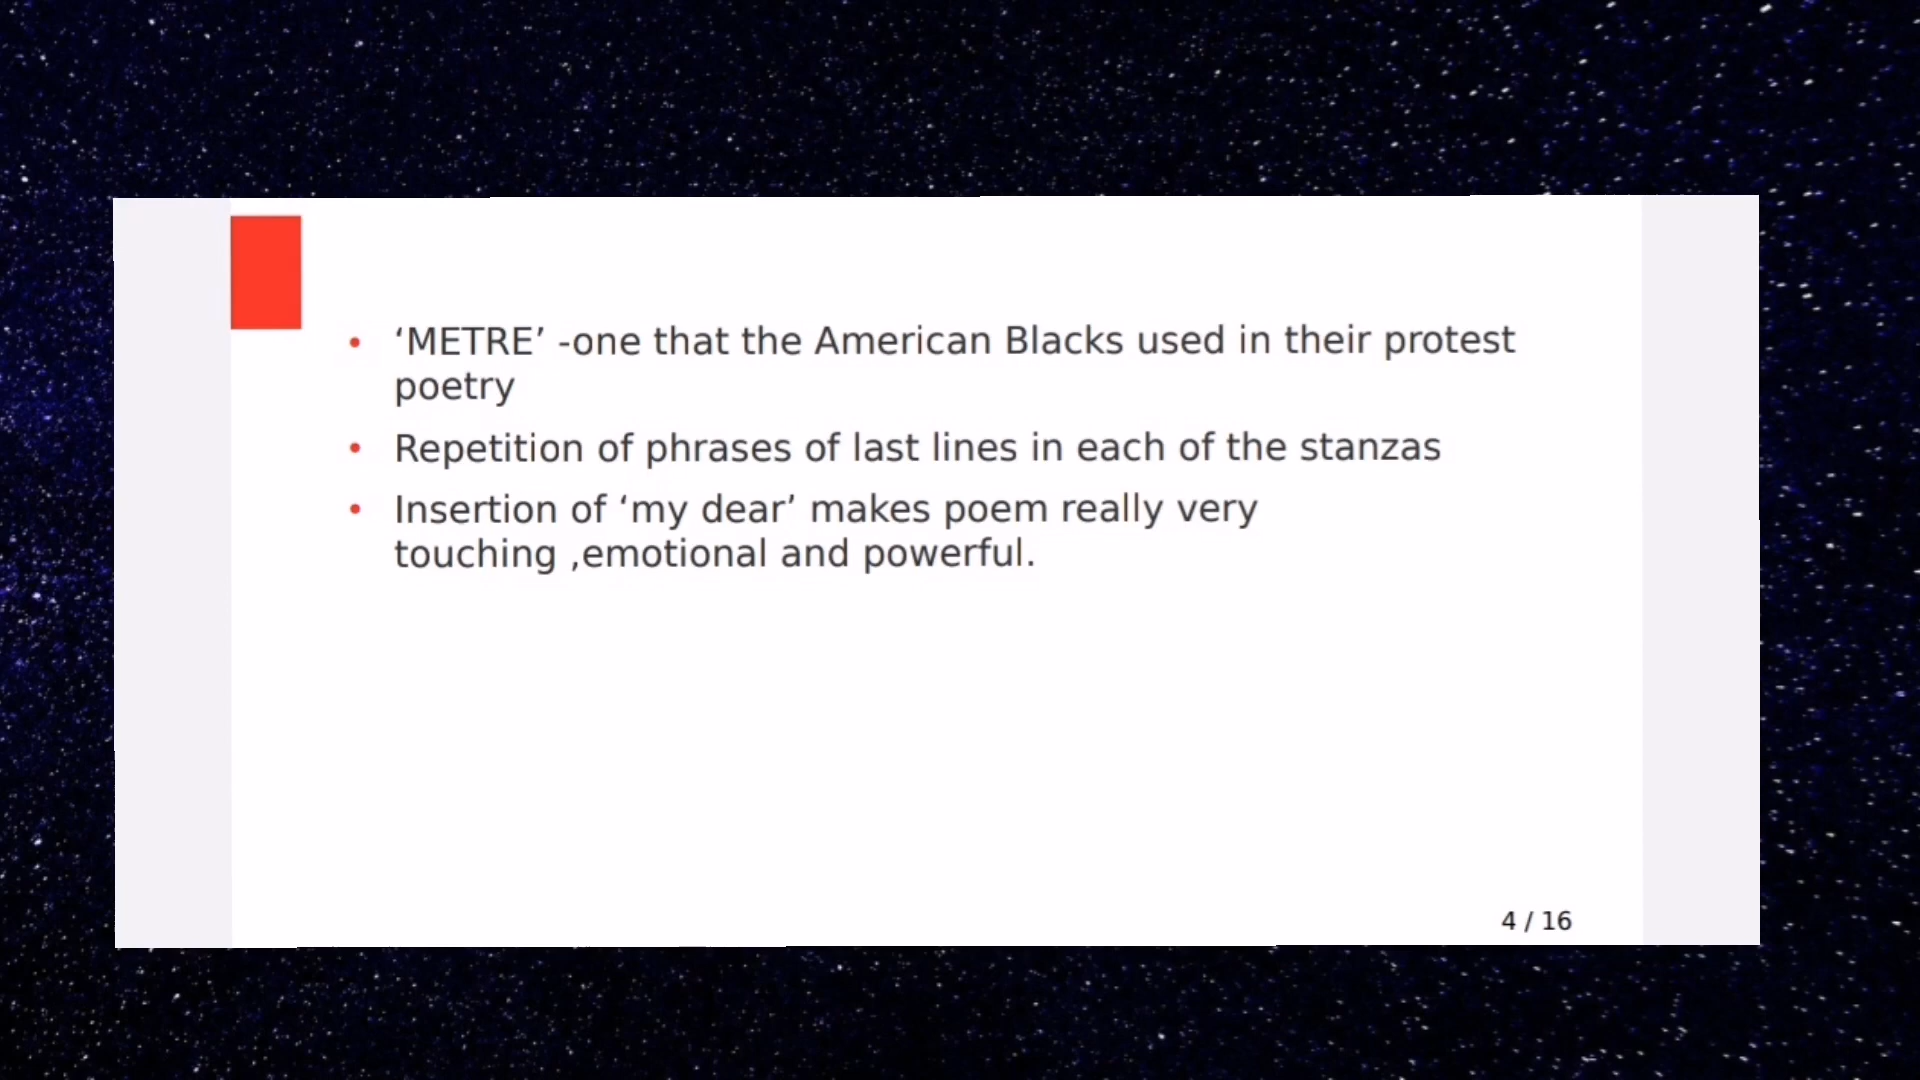 • ‘METRE’ -one that the American Blacks used in their protest
poetry
• Repetition of phrases of last lines in each of the stanzas
• Insertion of ‘my dear’ makes poem really very
touching ,emotional and powerful.
4 / 16